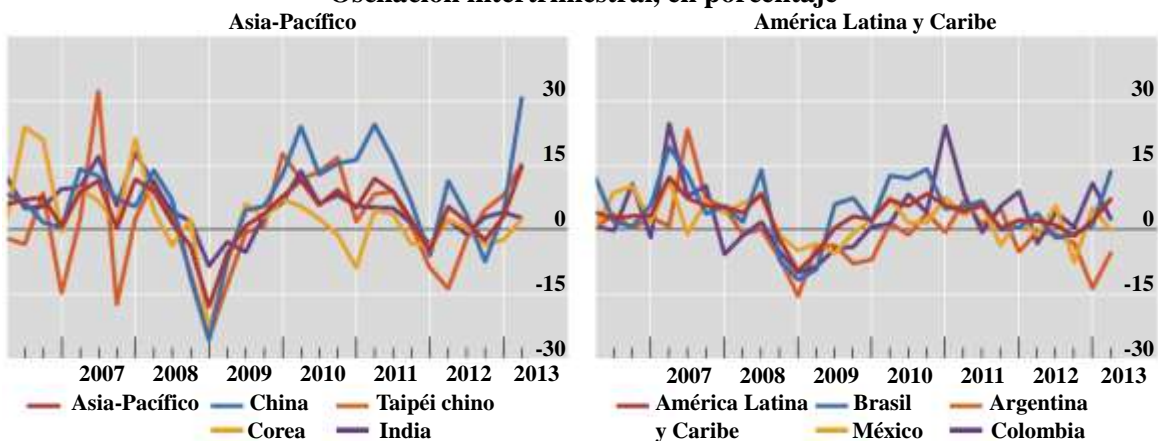 Oscilación intertrimestral, en porcentaje
Asia-Pacífico
30
15
0
-15
-30
2007 2008 2009 2010 2011 2012 2013
Asia-Pacífico China Taipéi chino
Corea India
América Latina y Caribe
30
15
0
-15
-30
2007 2008 2009 2010 2011 2012 2013
América Latina Brasil Argentina
y Caribe México Colombia